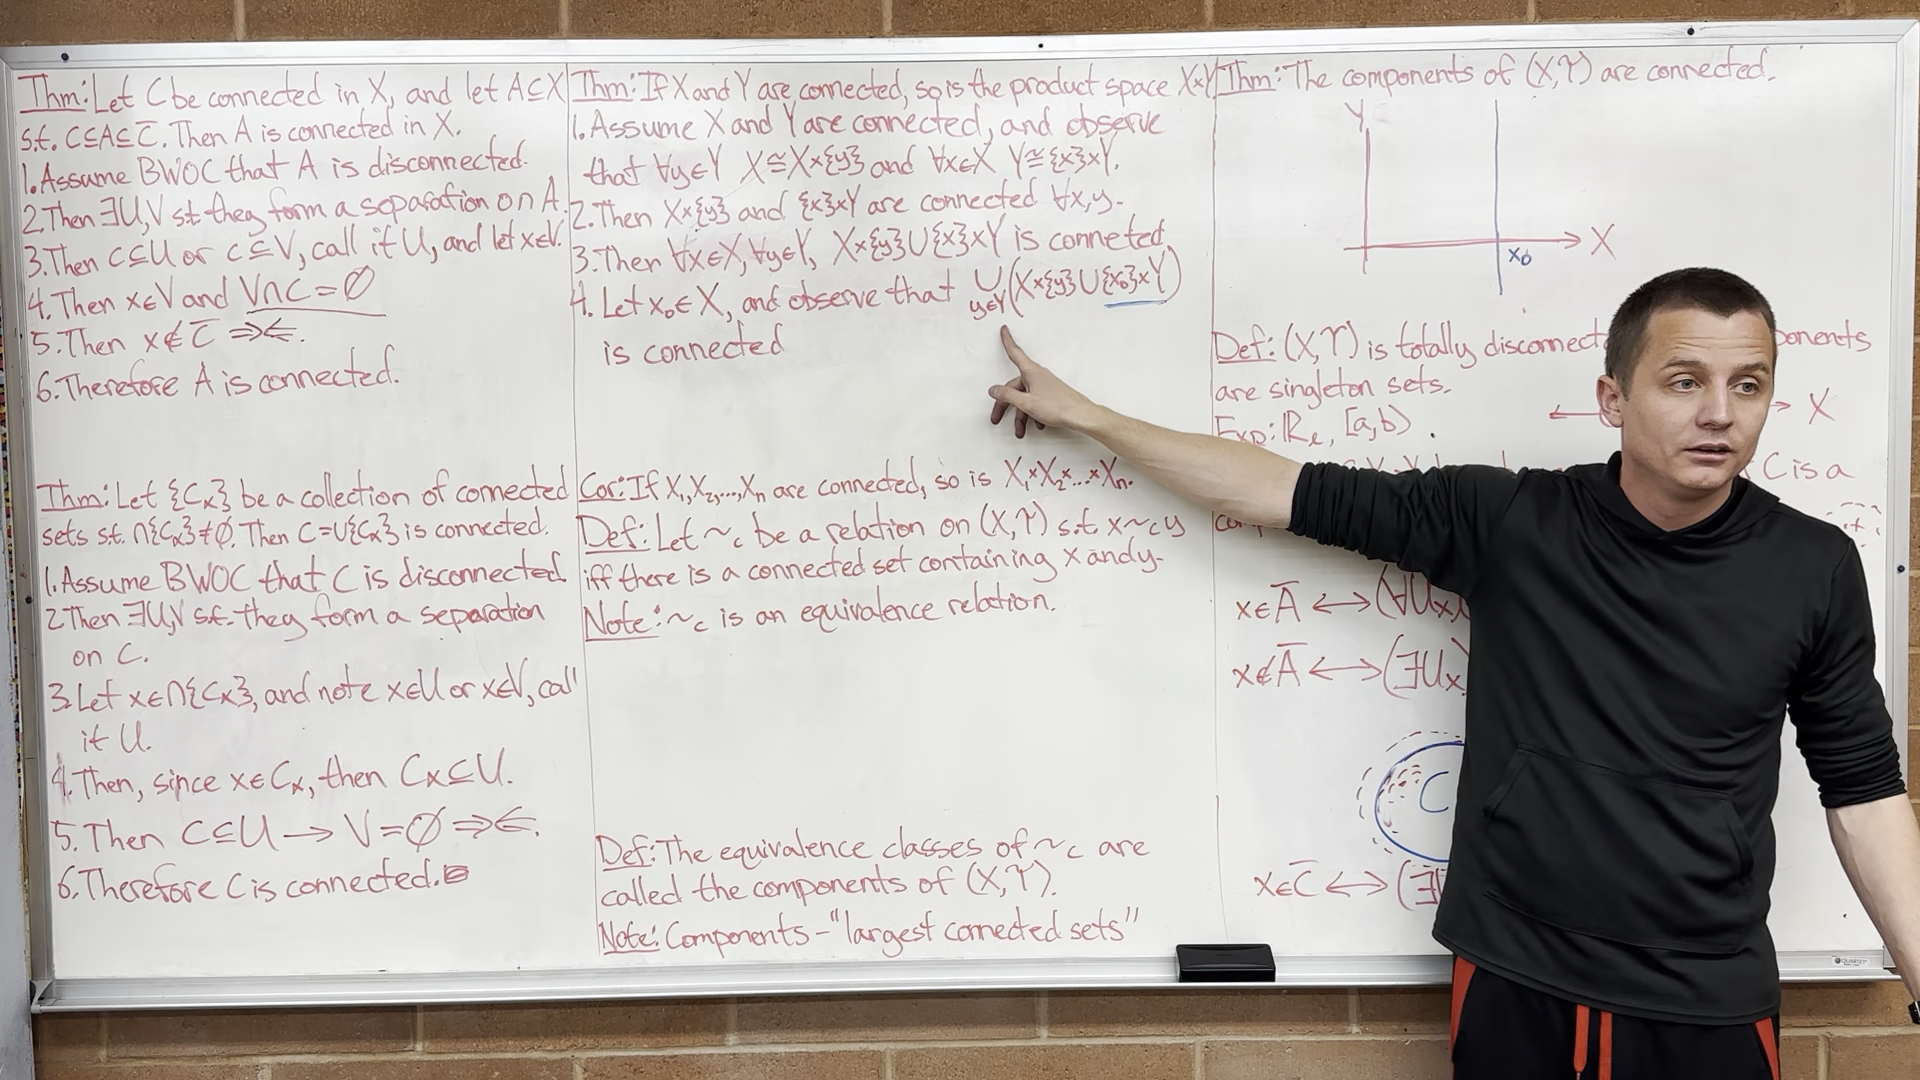 Thm: Let C be connected in X, and let A⊆X
s.t. C⊆A⊆C̅. Then A is connected in X.
1. Assume BWOC that A is disconnected.
2. Then ∃U,V s.t they form a separation on A.
3. Then C⊆U or C⊆V, call it U, and let x∈V.
4. Then x∈V and V∩C=∅
5. Then x∉C̅ ⇒⇐.
6. Therefore A is connected.
Thm: Let {Cα} be a collection of connected
sets s.t. ∩{Cα}≠∅. Then C=∪{Cα} is connected.
1. Assume BWOC that C is disconnected
2. Then ∃U,V s.t. they form a separation
on C.
3. Let x∈∩{Cα}, and note x∈U or x∈V, call
it U.
4. Then, since x∈Cα, then Cα⊆U.
5. Then C⊆U → V=∅ ⇒⇐.
6. Therefore C is connected.
Thm: If X and Y are connected, so is the product space X×Y
1. Assume X and Y are connected, and observe
that ∀y∈Y X≅X×{y} and ∀x∈X Y≅{x}×Y.
2. Then X×{y} and {x}×Y are connected ∀x,y.
3. Then ∀x∈X, ∀y∈Y, X×{y}∪{x}×Y is conneted.
4. Let x₀∈X, and observe that ∪ (X×{y}∪{x₀}×Y)
y∈Y
is connected
Cor: If X₁,X₂,...,Xₙ are connected, so is X₁×X₂×...×Xₙ.
Def: Let ~c be a relation on (X,Υ) s.t x~c y
iff there is a connected set containing x and y.
Note: ~c is an equivalence relation.
Def: The equivalence classes of ~c are
called the components of (X,Υ).
Note: Components - "largest connected sets"
Thm: The components of (X,Υ) are connected.
Y
X
x₀
Def: (X,Υ) is totally
are singleton sets.
X
Exp: ℝℓ, [a,b)
C is a
x∈A̅ ↔ (∀Uₓ
x∉A̅ ↔ (∃Uₓ
C
x∈C̅ ↔ (∃
QUARTET